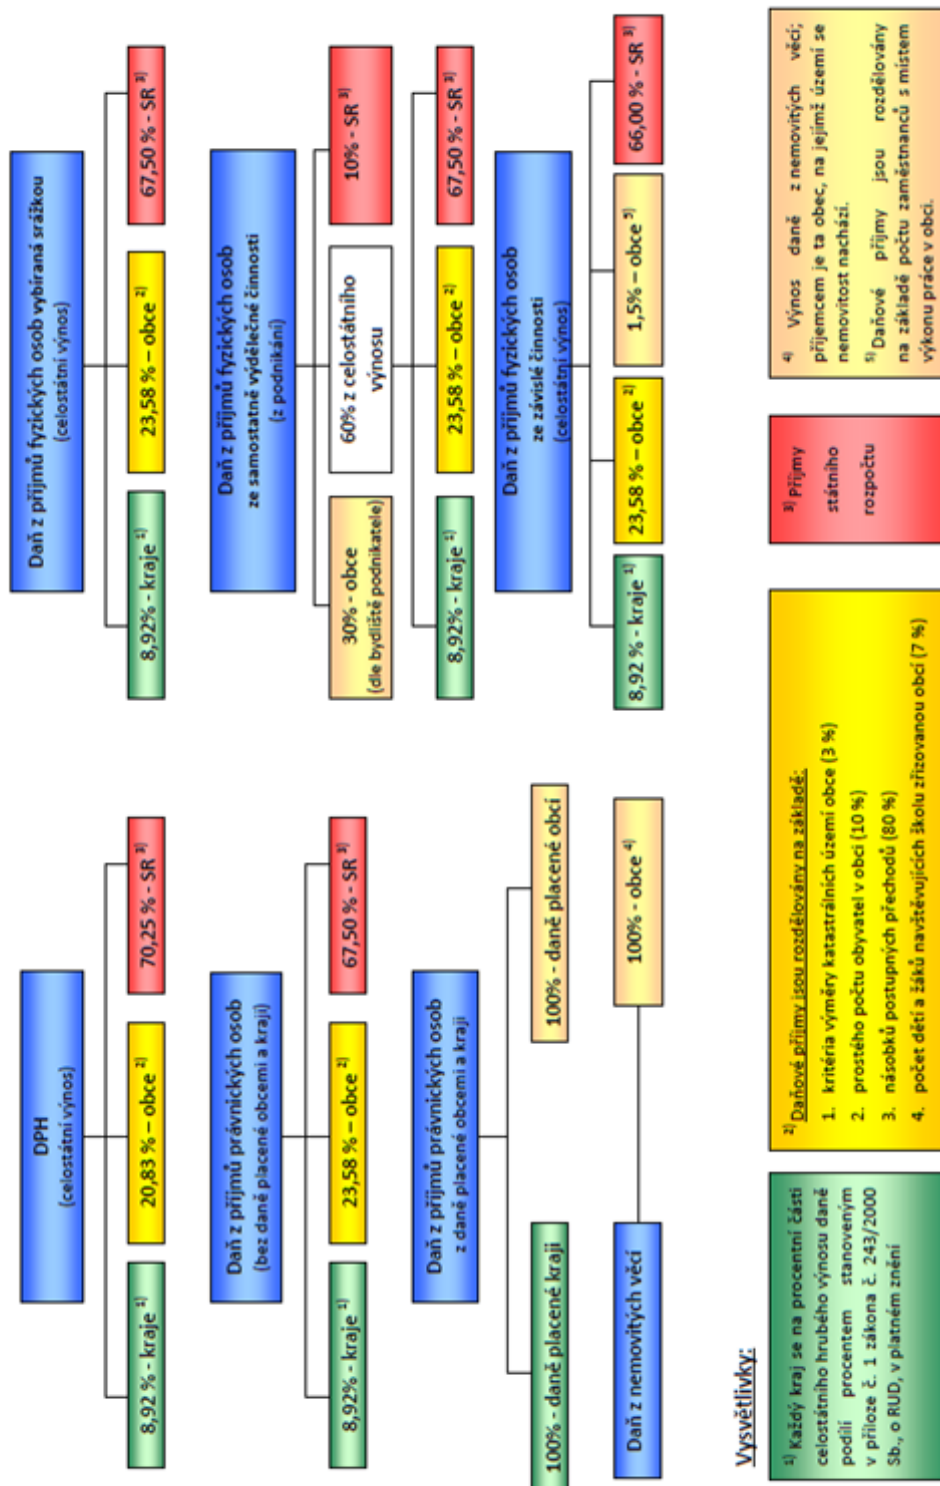 DPH
(celostátní výnos)
8,92 % - kraje 1)
20,83 % – obce 2)
70,25 % - SR 3)
Daň z příjmů právnických osob
(bez daně placené obcemi a kraji)
8,92% - kraje 1)
23,58 % – obce 2)
67,50 % - SR 3)
Daň z příjmů právnických osob
z daně placené obcemi a kraji
100% - daně placené kraji
100% - daně placené obcí
Daň z nemovitých věcí
100% - obce 4)
Daň z příjmů fyzických osob vybíraná srážkou
(celostátní výnos)
8,92% - kraje 1)
23,58 % – obce 2)
67,50 % - SR 3)
Daň z příjmů fyzických osob
ze samostatně výdělečné činnosti
(z podnikání)
30% - obce
(dle bydliště podnikatele)
60% z celostátního
výnosu
10% - SR 3)
8,92% - kraje 1)
23,58 % – obce 2)
67,50 % - SR 3)
Daň z příjmů fyzických osob
ze závislé činnosti
(celostátní výnos)
8,92 % - kraje 1)
23,58 % – obce 2)
1,5% – obce 5)
66,00 % - SR 3)
Vysvětlivky:
1) Každý kraj se na procentní části
celostátního hrubého výnosu daně
podílí procentem stanoveným
v příloze č. 1 zákona č. 243/2000
Sb., o RUD, v platném znění
2) Daňové příjmy jsou rozdělovány na základě:
1. kritéria výměry katastrálních území obce (3 %)
2. prostého počtu obyvatel v obci (10 %)
3. násobků postupných přechodů (80 %)
4. počet dětí a žáků navštěvujících školu zřizovanou obcí (7 %)
3) Příjmy
státního
rozpočtu
4) Výnos daně z nemovitých věcí;
příjemcem je ta obec, na jejímž území se
nemovitost nachází.
5) Daňové příjmy jsou rozdělovány
na základě počtu zaměstnanců s místem
výkonu práce v obci.